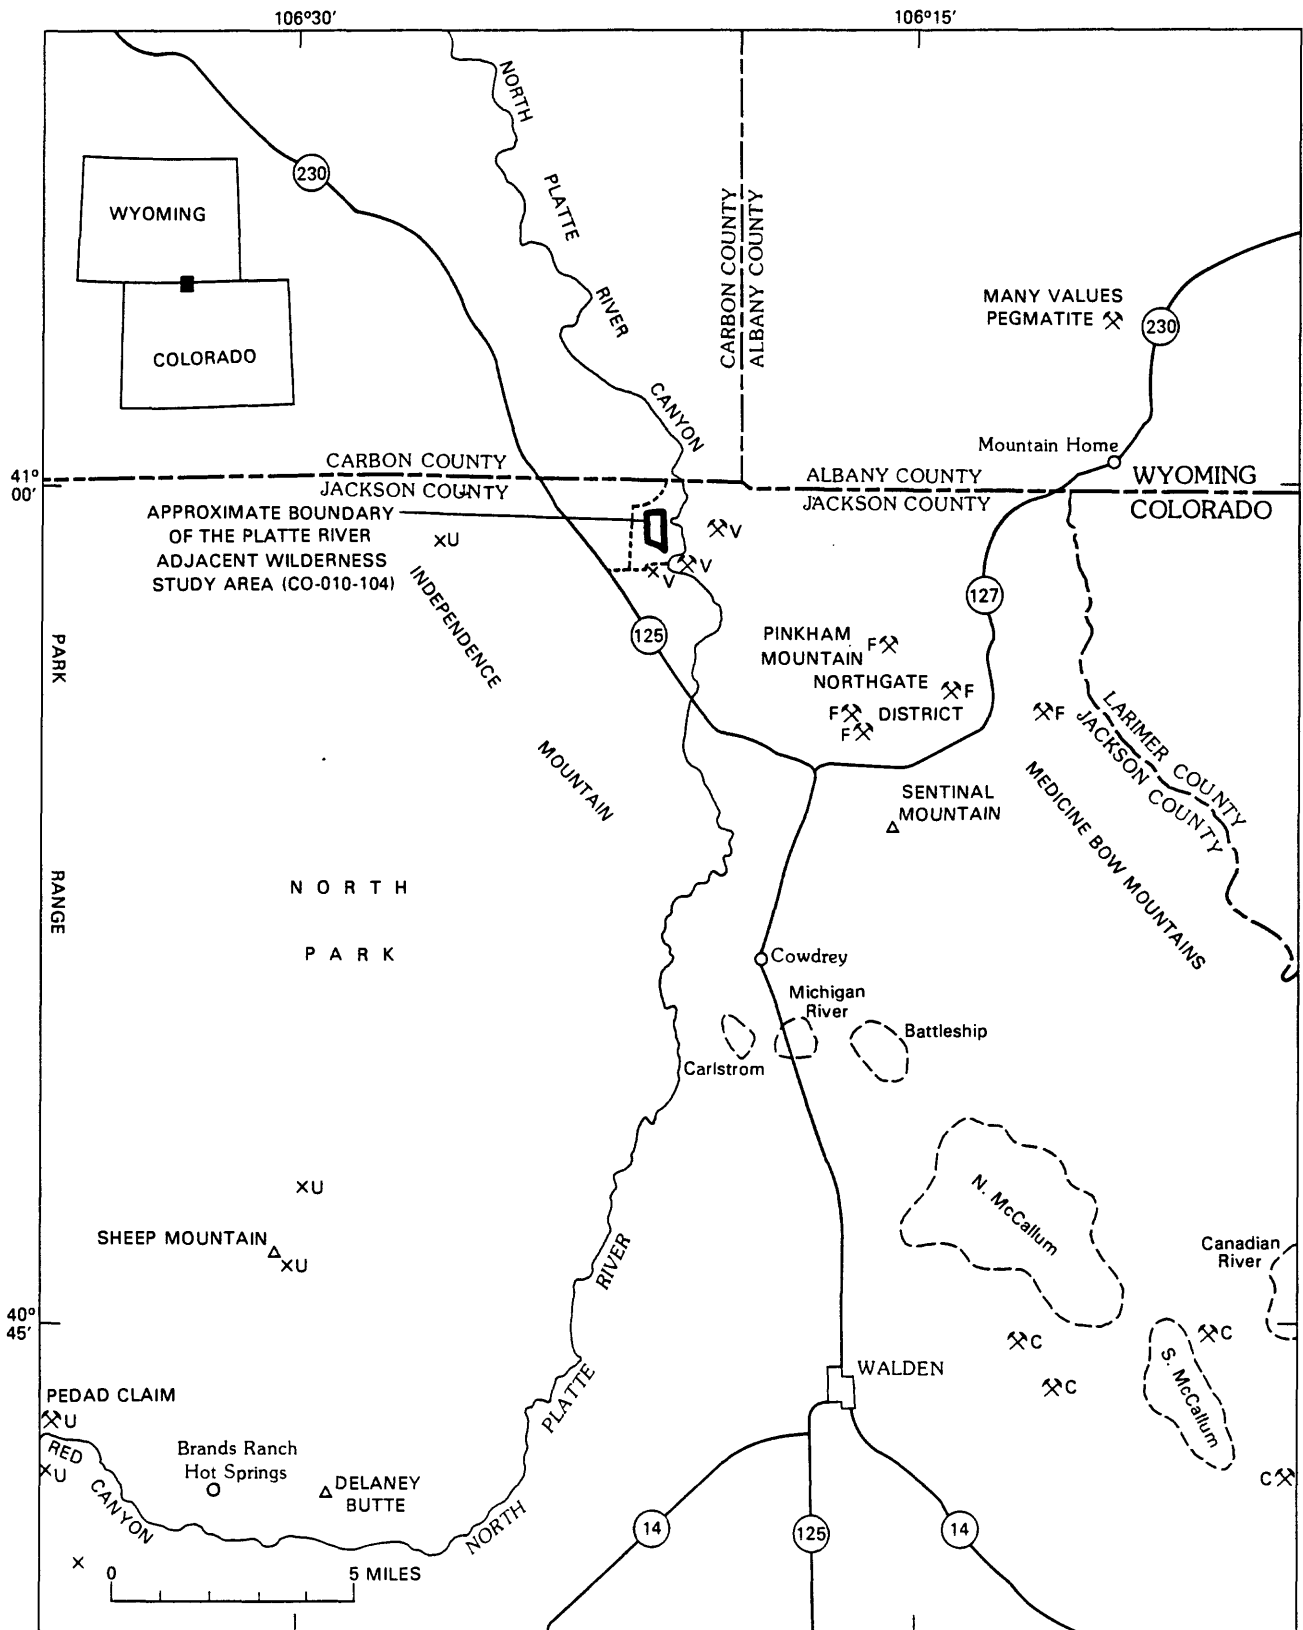 106°30'
106°15'
NORTH
PLATTE
RIVER
CANYON
230
WYOMING
COLORADO
CARBON COUNTY
ALBANY COUNTY
MANY VALUES
PEGMATITE
230
Mountain Home
41°
00'
CARBON COUNTY
JACKSON COUNTY
ALBANY COUNTY
JACKSON COUNTY
WYOMING
COLORADO
APPROXIMATE BOUNDARY
OF THE PLATTE RIVER
ADJACENT WILDERNESS
STUDY AREA (CO-010-104)
U
V
V
V
INDEPENDENCE
MOUNTAIN
125
127
PINKHAM
MOUNTAIN
F
NORTHGATE
F
F
DISTRICT
F
F
LARIMER COUNTY
JACKSON COUNTY
PARK
RANGE
SENTINAL
MOUNTAIN
MEDICINE BOW MOUNTAINS
NORTH
PARK
Cowdrey
Michigan
River
Battleship
Carlstrom
N. McCallum
U
SHEEP MOUNTAIN
U
RIVER
PLATTE
NORTH
Canadian
River
40°
45'
C
C
C
S. McCallum
C
WALDEN
PEDAD CLAIM
U
RED
CANYON
U
Brands Ranch
Hot Springs
DELANEY
BUTTE
14
125
14
0
5 MILES